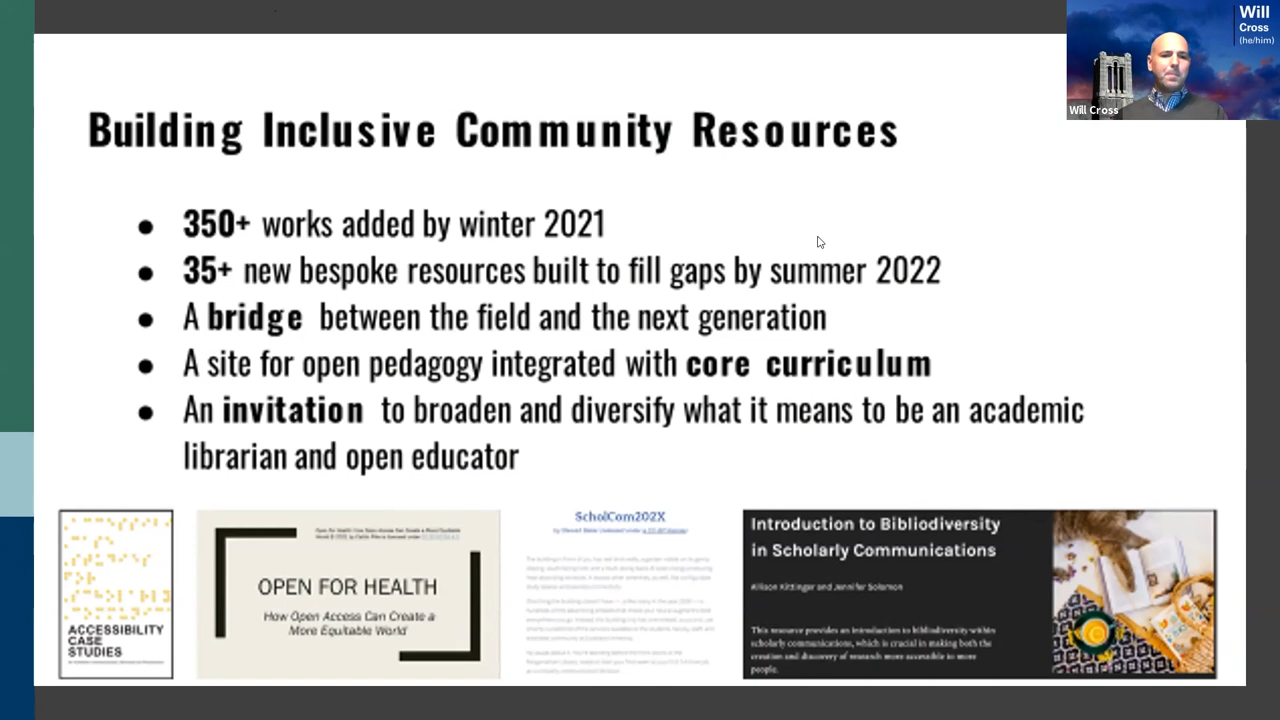 Will
Cross
(he/him)
Will Cross
Building Inclusive Community Resources
● 350+ works added by winter 2021
● 35+ new bespoke resources built to fill gaps by summer 2022
● A bridge between the field and the next generation
● A site for open pedagogy integrated with core curriculum
● An invitation to broaden and diversify what it means to be an academic
librarian and open educator
ACCESSIBILITY
CASE
STUDIES
OPEN FOR HEALTH
How Open Access Can Create a
More Equitable World
ScholCom202X
Introduction to Bibliodiversity
in Scholarly Communications
Allison Kittinger and Jennifer Solomon
This resource provides an introduction to bibliodiversity within
scholarly communications, which is crucial in making both the
creation and discovery of research more accessible to more
people.